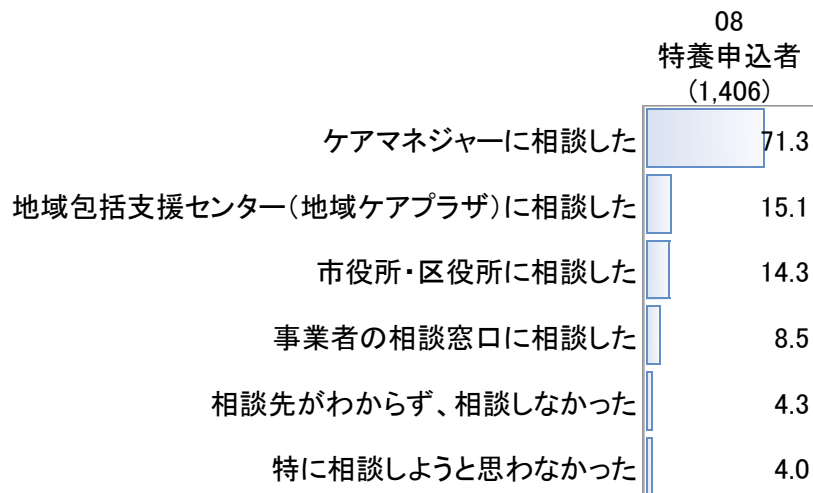 08
特養申込者
(1,406)
ケアマネジャーに相談した 71.3
地域包括支援センター(地域ケアプラザ)に相談した 15.1
市役所・区役所に相談した 14.3
事業者の相談窓口に相談した 8.5
相談先がわからず、相談しなかった 4.3
特に相談しようと思わなかった 4.0